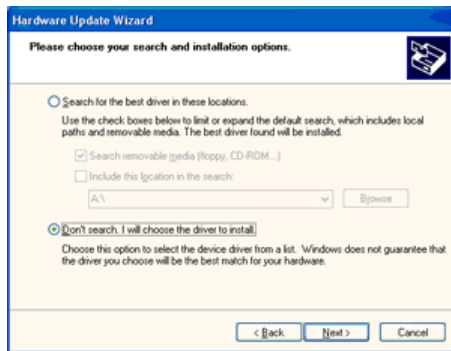 Hardware Update Wizard
Please choose your search and installation options.
Search for the best driver in these locations.
Use the check boxes below to limit or expand the default search, which includes local
paths and removable media. The best driver found will be installed.
Search removable media (floppy, CD-ROM...)
Include this location in the search:
A:\
Browse
Don't search. I will choose the driver to install.
Choose this option to select the device driver from a list. Windows does not guarantee that
the driver you choose will be the best match for your hardware.
< Back
Next >
Cancel